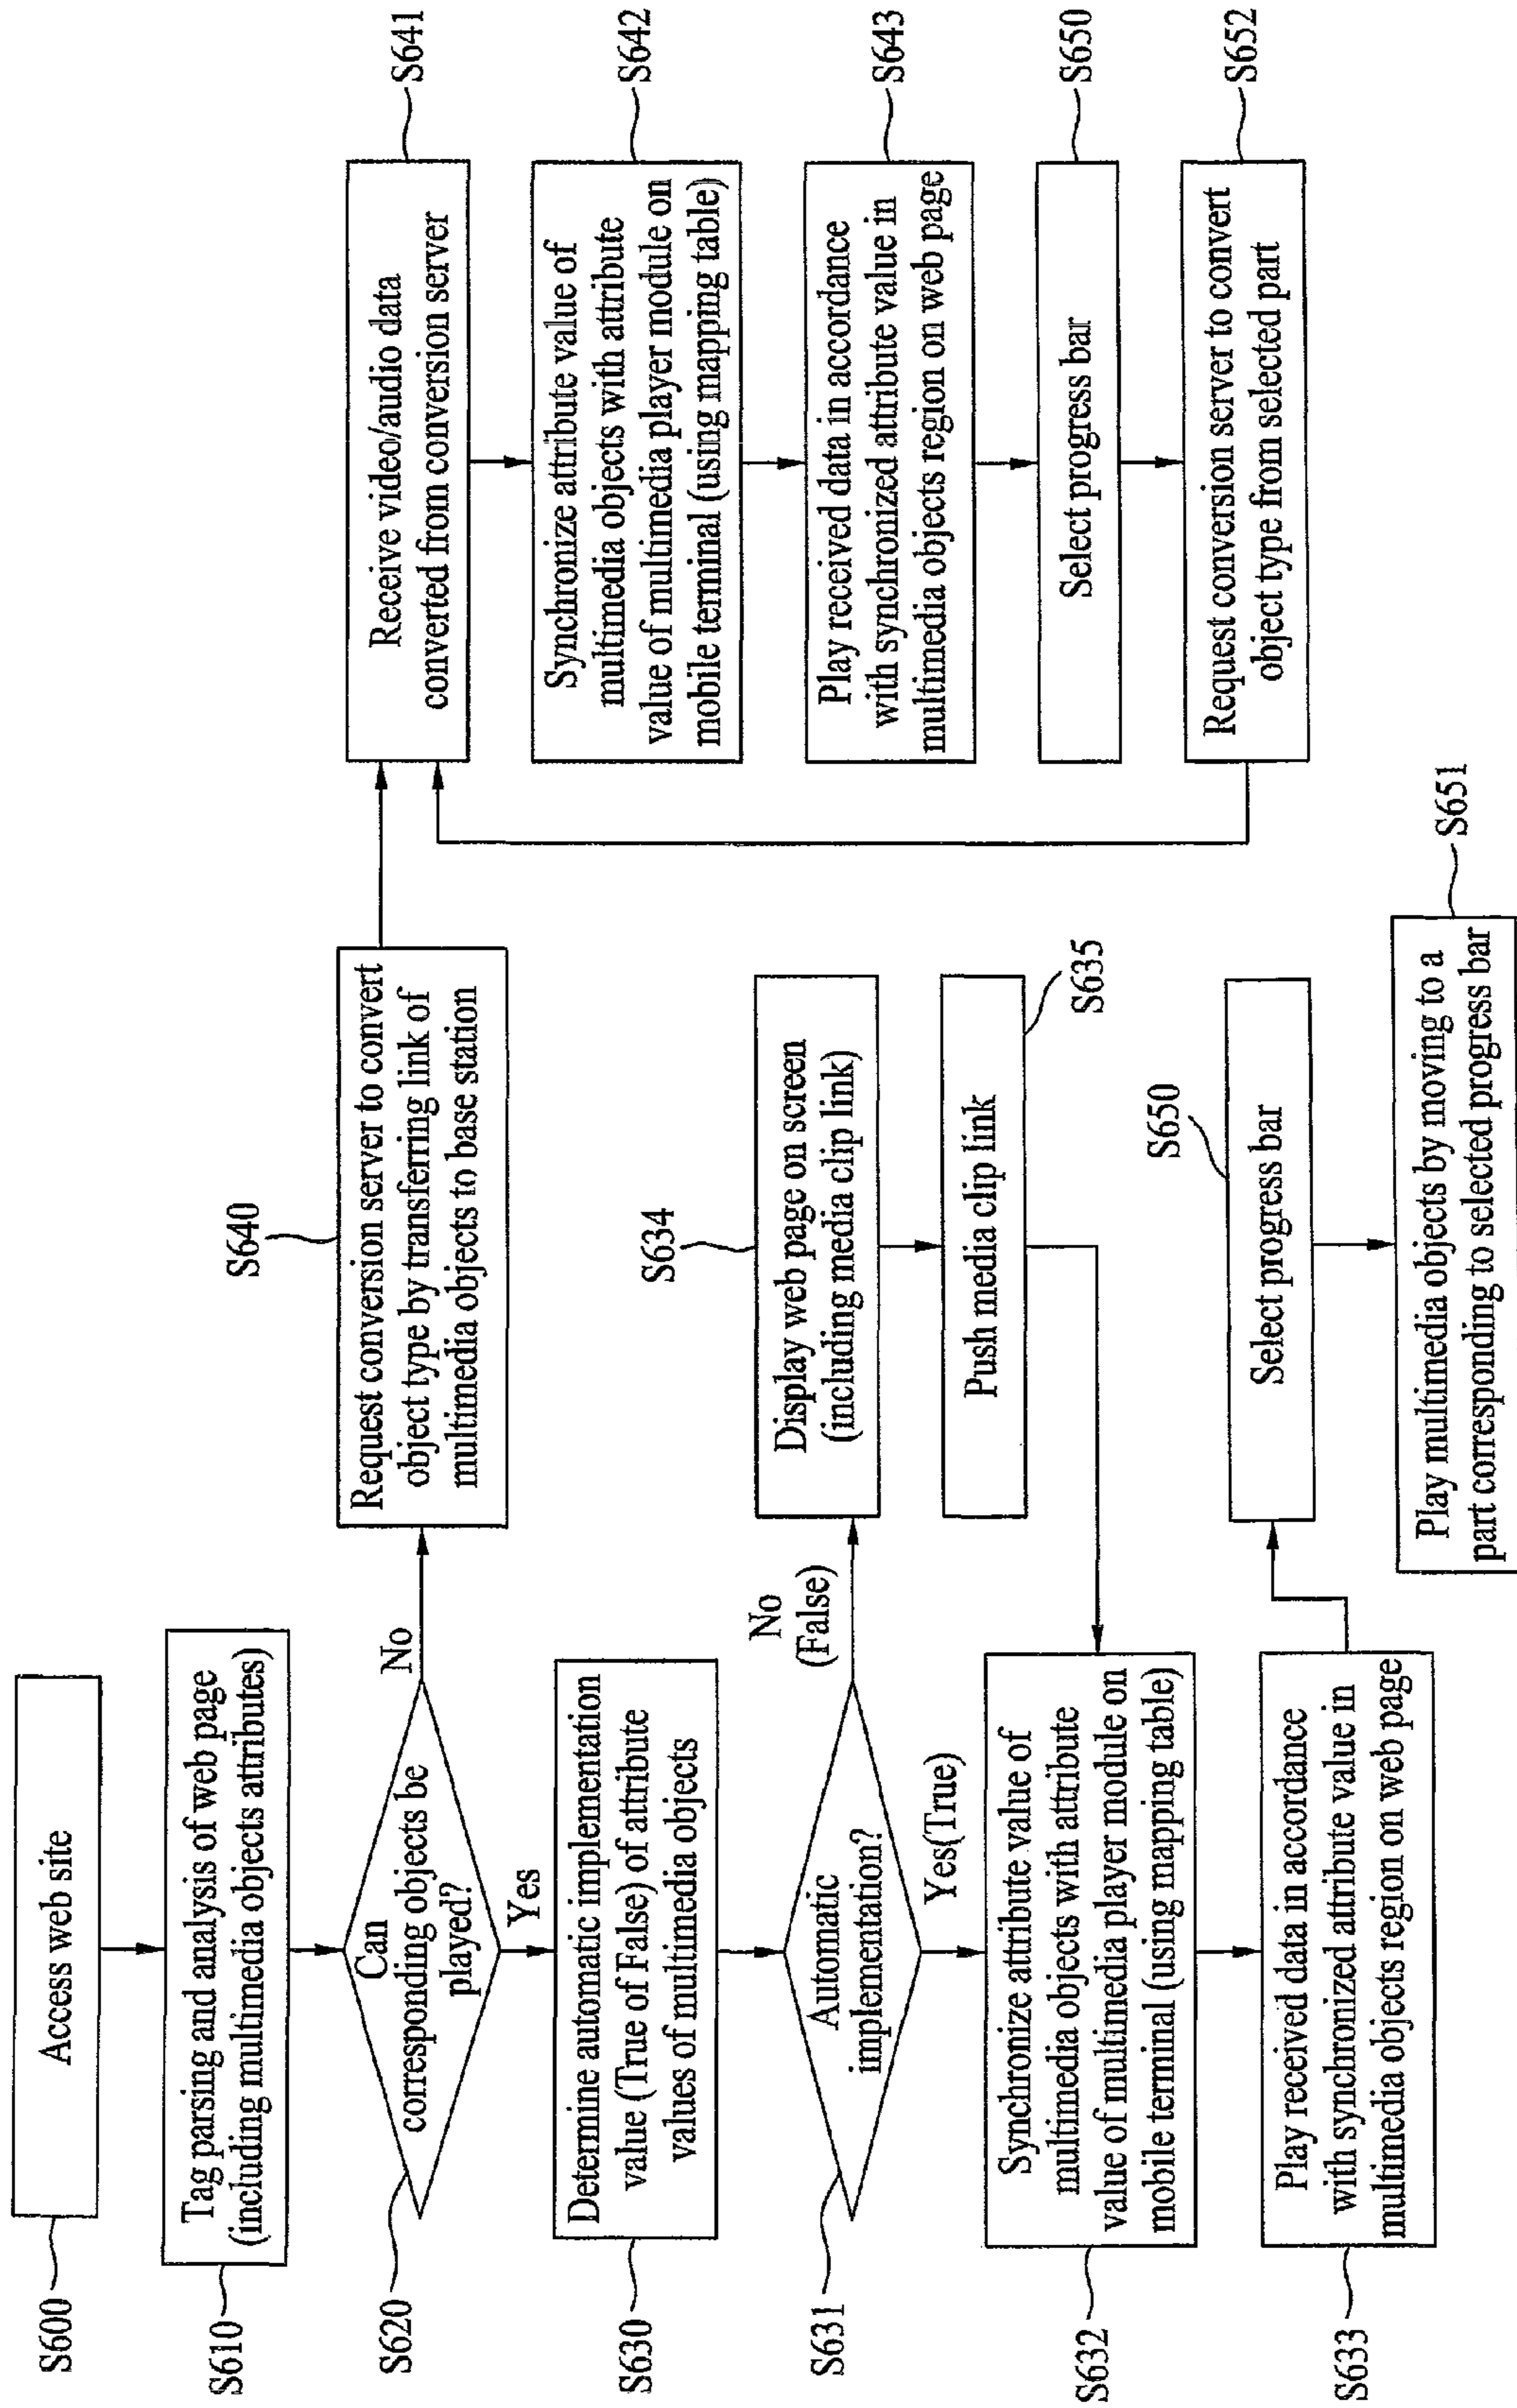 S600
Access web site
S610
Tag parsing and analysis of web page
(including multimedia objects attributes)
S620
Can
corresponding objects be
played?
No
Yes
S630
Determine automatic implementation
value (True of False) of attribute
values of multimedia objects
S631
Automatic
implementation?
No
(False)
Yes(True)
S632
Synchronize attribute value of
multimedia objects with attribute
value of multimedia player module on
mobile terminal (using mapping table)
S633
Play received data in accordance
with synchronized attribute value in
multimedia objects region on web page
S640
Request conversion server to convert
object type by transferring link of
multimedia objects to base station
S634
Display web page on screen
(including media clip link)
Push media clip link
S635
S650
Select progress bar
Play multimedia objects by moving to a
part corresponding to selected progress bar
S651
Receive video/audio data
converted from conversion server
S641
Synchronize attribute value of
multimedia objects with attribute
value of multimedia player module on
mobile terminal (using mapping table)
S642
Play received data in accordance
with synchronized attribute value in
multimedia objects region on web page
S643
Select progress bar
S650
Request conversion server to convert
object type from selected part
S652